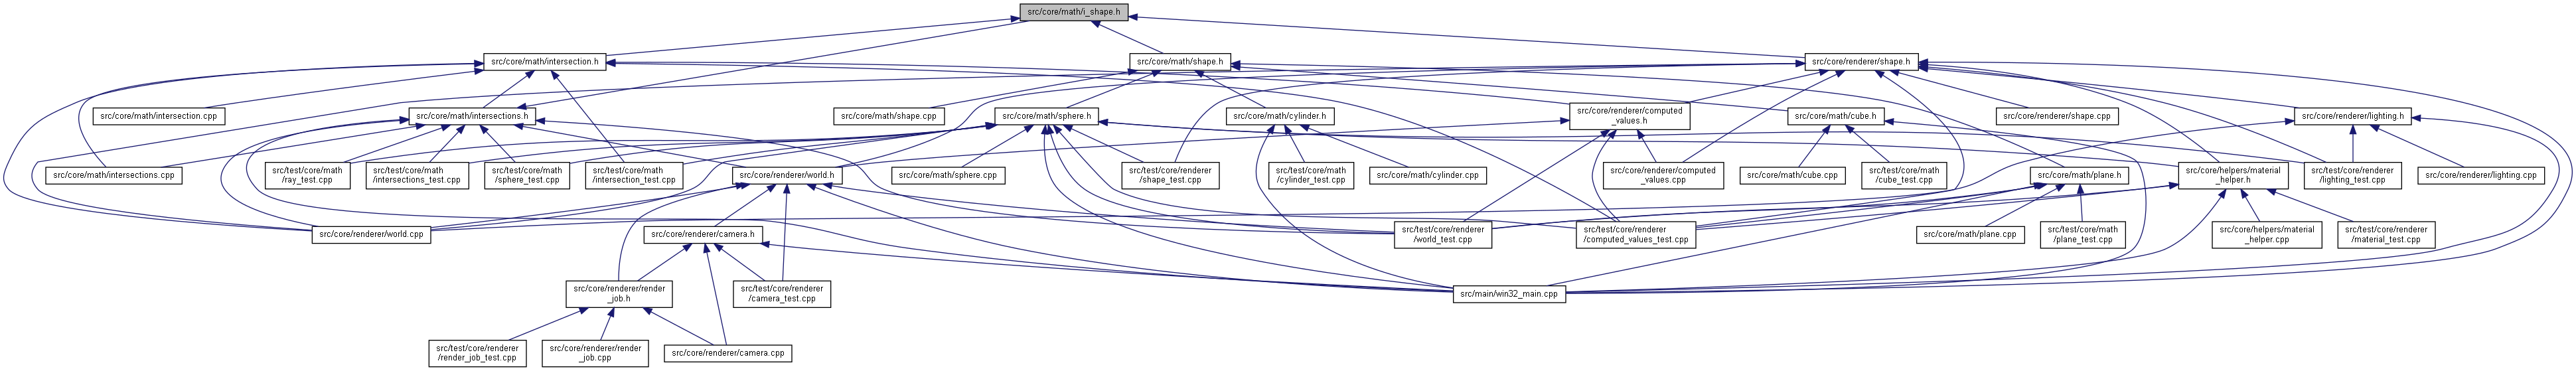 src/core/math/i_shape.h
src/core/math/intersection.h
src/core/math/shape.h
src/core/renderer/shape.h
src/core/math/intersection.cpp
src/core/math/intersections.h
src/core/math/shape.cpp
src/core/math/sphere.h
src/core/math/cylinder.h
src/core/renderer/computed
_values.h
src/core/math/cube.h
src/core/renderer/shape.cpp
src/core/renderer/lighting.h
src/core/math/intersections.cpp
src/test/core/math
/ray_test.cpp
src/test/core/math
/intersections_test.cpp
src/test/core/math
/sphere_test.cpp
src/test/core/math
/intersection_test.cpp
src/core/renderer/world.h
src/core/math/sphere.cpp
src/test/core/renderer
/shape_test.cpp
src/test/core/math
/cylinder_test.cpp
src/core/math/cylinder.cpp
src/core/renderer/computed
_values.cpp
src/core/math/cube.cpp
src/test/core/math
/cube_test.cpp
src/core/math/plane.h
src/core/helpers/material
_helper.h
src/test/core/renderer
/lighting_test.cpp
src/core/renderer/lighting.cpp
src/core/renderer/world.cpp
src/core/renderer/camera.h
src/test/core/renderer
/world_test.cpp
src/test/core/renderer
/computed_values_test.cpp
src/core/math/plane.cpp
src/test/core/math
/plane_test.cpp
src/core/helpers/material
_helper.cpp
src/test/core/renderer
/material_test.cpp
src/core/renderer/render
_job.h
src/test/core/renderer
/camera_test.cpp
src/main/win32_main.cpp
src/test/core/renderer
/render_job_test.cpp
src/core/renderer/render
_job.cpp
src/core/renderer/camera.cpp